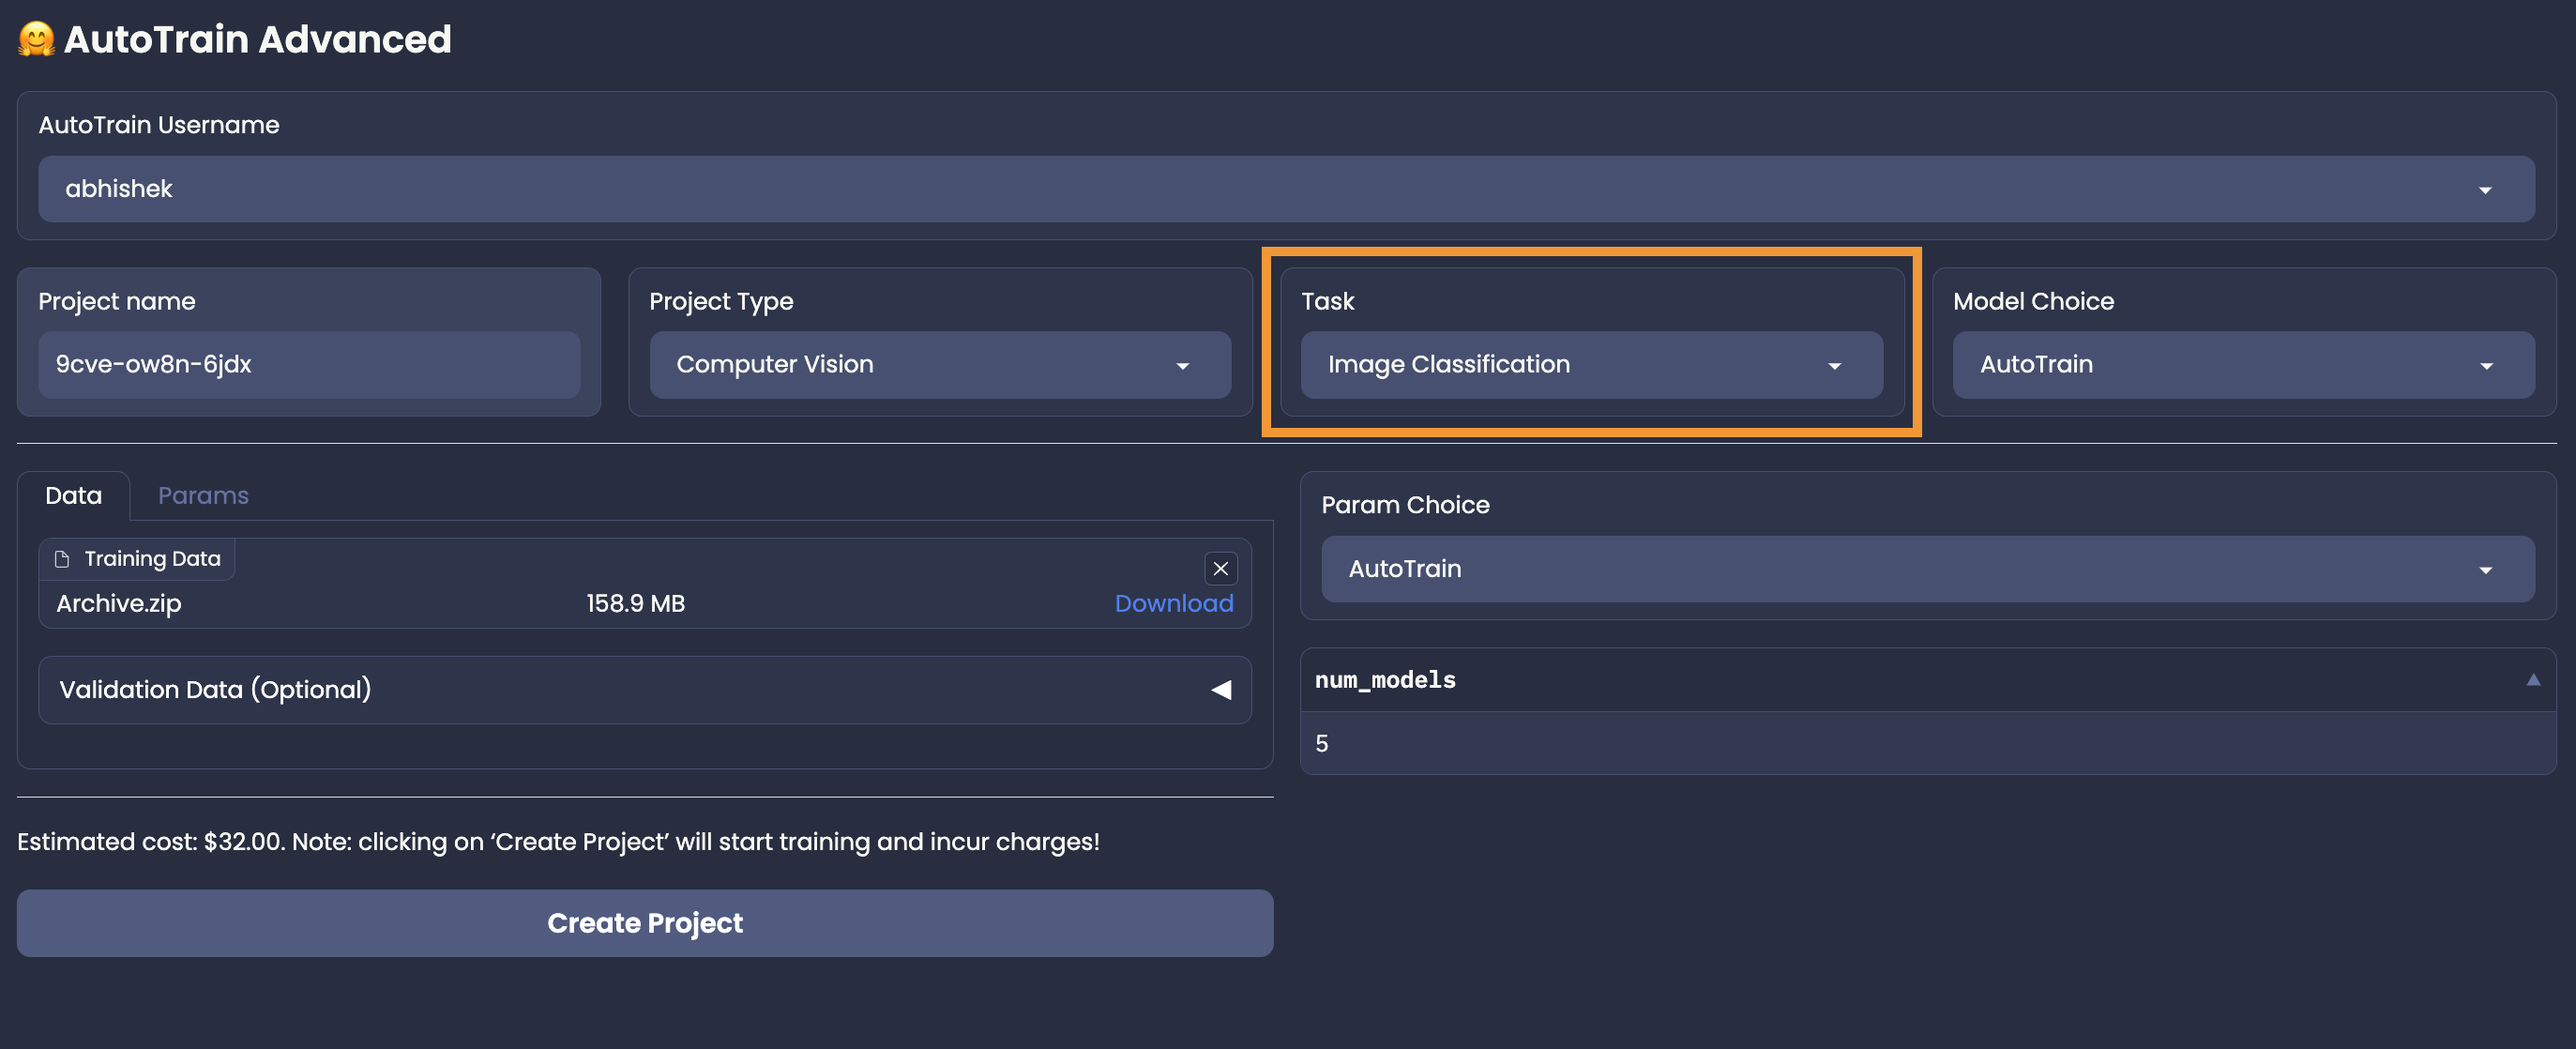 🤗 AutoTrain Advanced
AutoTrain Username
abhishek
Project name
9cve-ow8n-6jdx
Project Type
Computer Vision
Task
Image Classification
Model Choice
AutoTrain
Data
Params
Training Data
Archive.zip 158.9 MB Download
Validation Data (Optional)
Param Choice
AutoTrain
num_models
5
Estimated cost: $32.00. Note: clicking on ‘Create Project’ will start training and incur charges!
Create Project